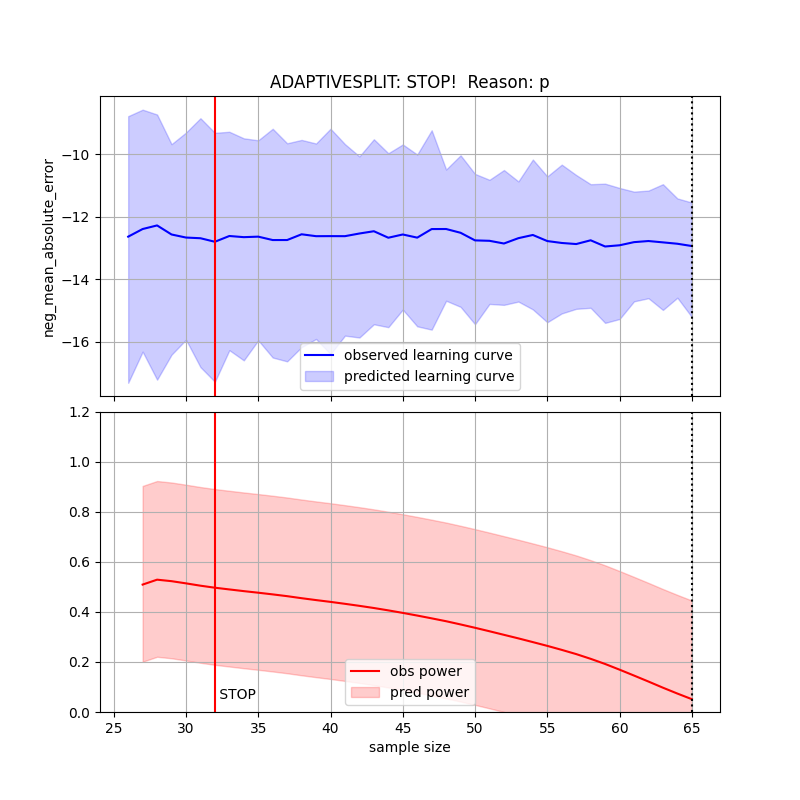 ADAPTIVESPLIT: STOP!  Reason: p
neg_mean_absolute_error
−10
−12
−14
−16
observed learning curve
predicted learning curve
1.2
1.0
0.8
0.6
0.4
0.2
0.0
obs power
pred power
STOP
25 30 35 40 45 50 55 60 65
sample size